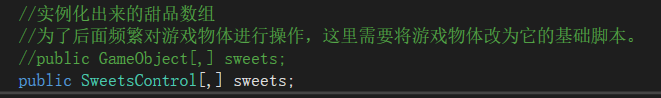 //实例化出来的甜品数组
//为了后面频繁对游戏物体进行操作，这里需要将游戏物体改为它的基础脚本。
//public GameObject[,] sweets;
public SweetsControl[,] sweets;